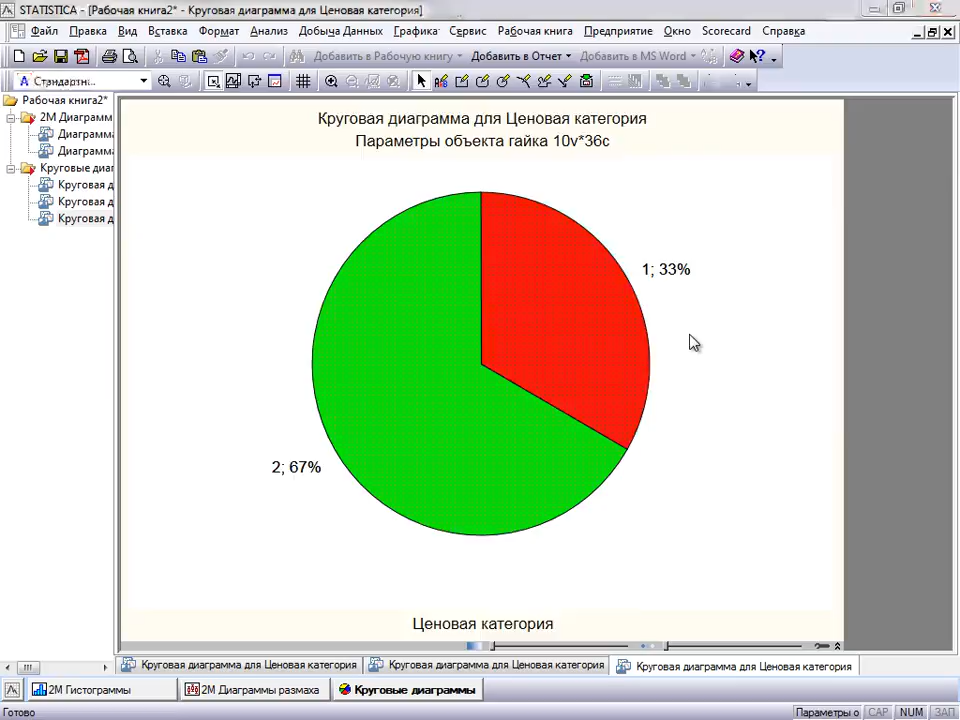 STATISTICA - [Рабочая книга2* - Круговая диаграмма для Ценовая категория]
Файл Правка Вид Вставка Формат Анализ Добыча Данных Графика Сервис Рабочая книга Предприятие Окно Scorecard Справка
Добавить в Рабочую книгу Добавить в Отчет Добавить в MS Word
Стандартн...
Рабочая книга2*
2М Диаграмм
Диаграмма
Диаграмма
Круговые диаг
Круговая д
Круговая д
Круговая д
Круговая диаграмма для Ценовая категория
Параметры объекта гайка 10v*36c
1; 33%
2; 67%
Ценовая категория
Круговая диаграмма для Ценовая категория Круговая диаграмма для Ценовая категория Круговая диаграмма для Ценовая категория
2М Гистограммы 2М Диаграммы размаха Круговые диаграммы
Готово Параметры о CAP NUM ЗАП